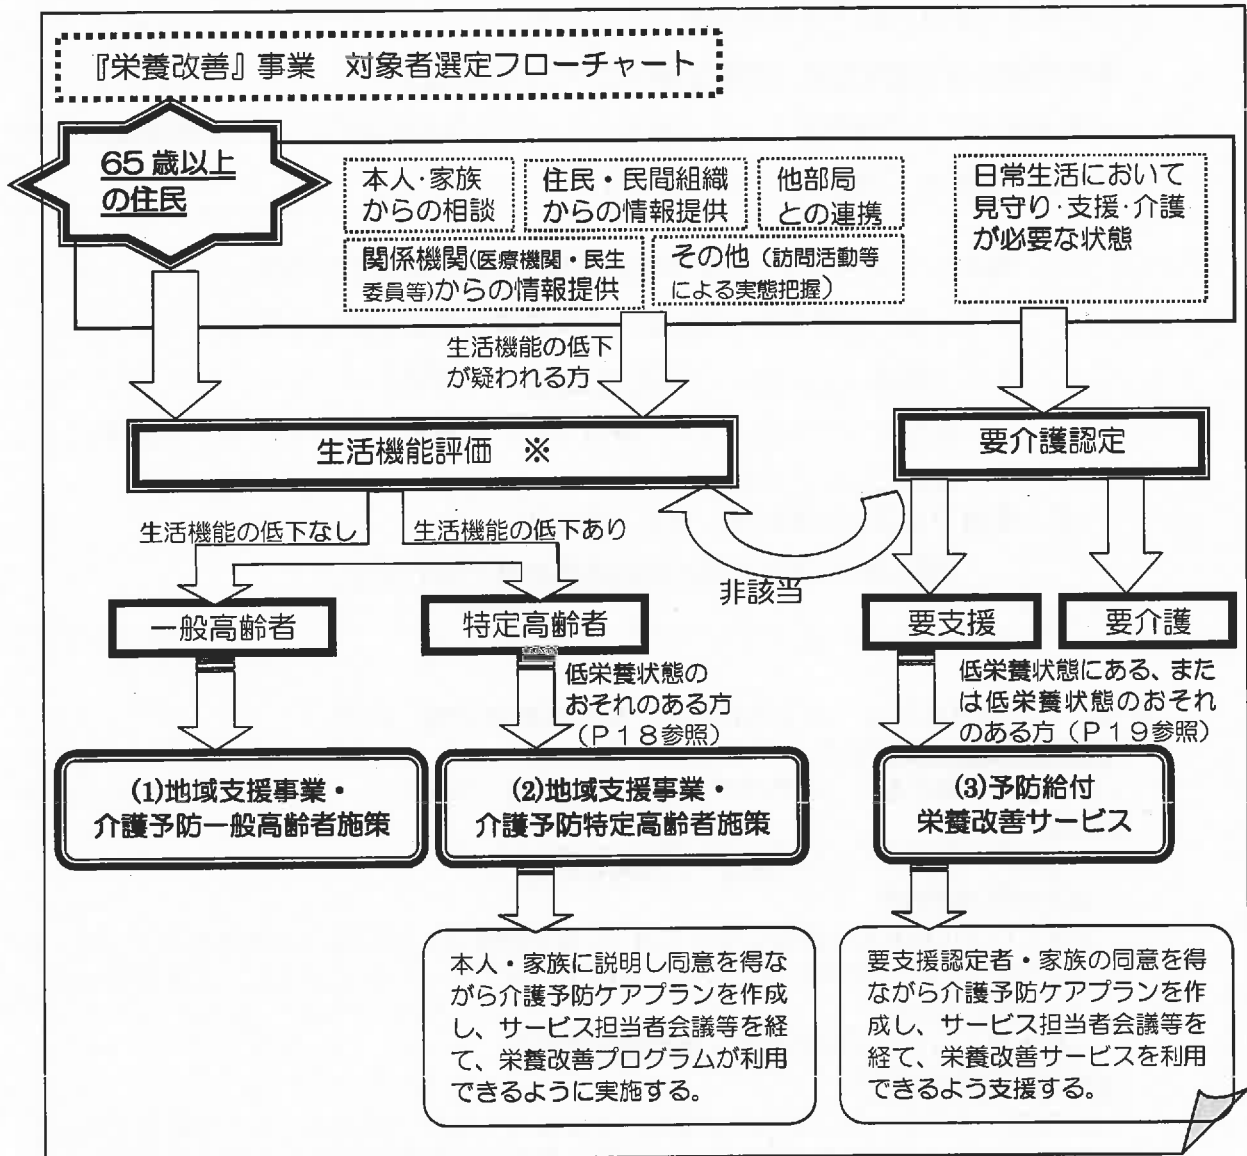 『栄養改善』事業　対象者選定フローチャート
65歳以上
の住民
本人・家族
からの相談
住民・民間組織
からの情報提供
他部局
との連携
日常生活において
見守り・支援・介護
が必要な状態
関係機関(医療機関・民生
委員等)からの情報提供
その他（訪問活動等
による実態把握）
生活機能の低下
が疑われる方
生活機能評価　※
要介護認定
生活機能の低下なし
生活機能の低下あり
非該当
一般高齢者
特定高齢者
要支援
要介護
低栄養状態の
おそれのある方
（Ｐ１８参照）
低栄養状態にある、また
は低栄養状態のおそれ
のある方（Ｐ１９参照）
(1)地域支援事業・
介護予防一般高齢者施策
(2)地域支援事業・
介護予防特定高齢者施策
(3)予防給付
栄養改善サービス
本人・家族に説明し同意を得な
がら介護予防ケアプランを作成
し、サービス担当者会議等を経
て、栄養改善プログラムが利用
できるように実施する。
要支援認定者・家族の同意を得
ながら介護予防ケアプランを作
成し、サービス担当者会議等を
経て、栄養改善サービスを利用
できるよう支援する。